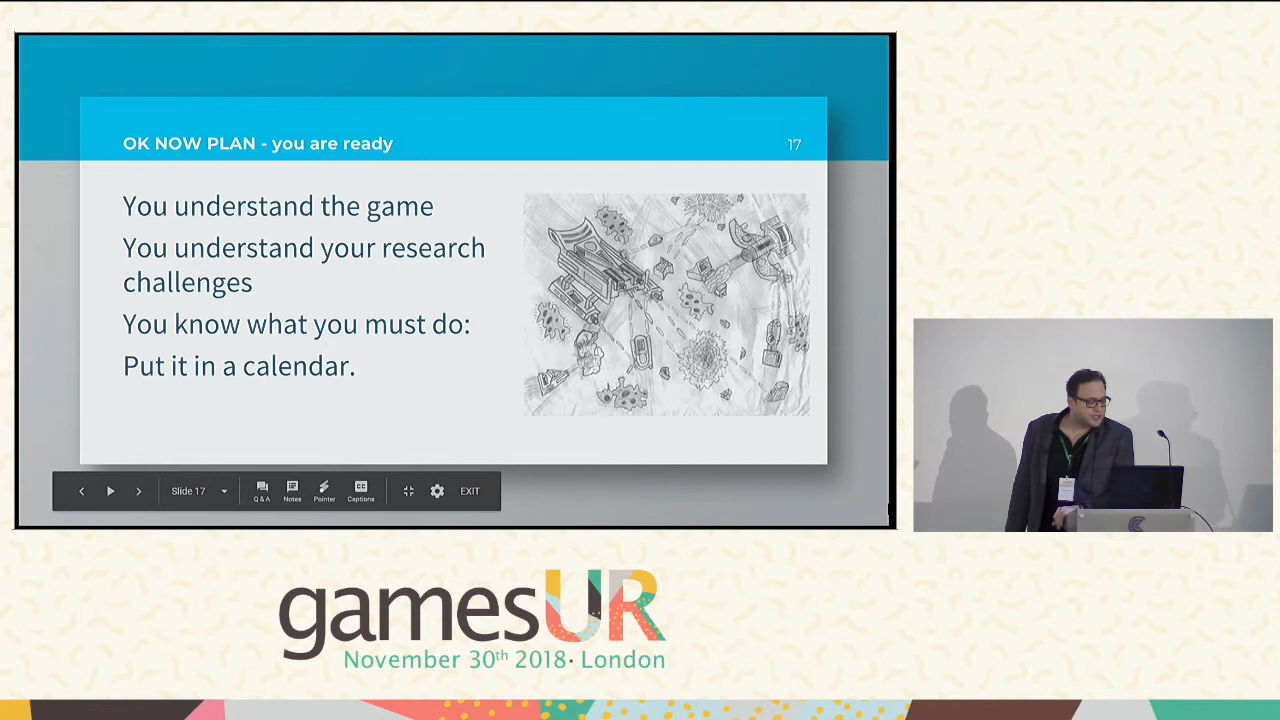 OK NOW PLAN - you are ready
17
You understand the game
You understand your research
challenges
You know what you must do:
Put it in a calendar.
Slide 17
Q & A
Notes
Pointer
Captions
EXIT
gamesUR
November 30th 2018 · London